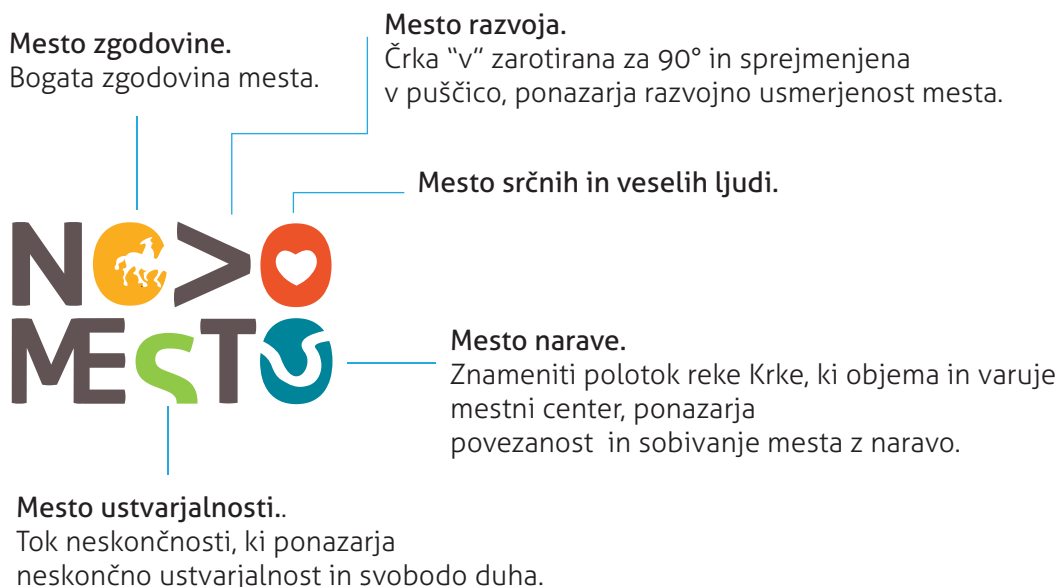 Mesto zgodovine.
Bogata zgodovina mesta.
Mesto razvoja.
Črka “v” zarotirana za 90° in sprejmenjena
v puščico, ponazarja razvojno usmerjenost mesta.
Mesto srčnih in veselih ljudi.
NOVO
MESTO
Mesto narave.
Znameniti polotok reke Krke, ki objema in varuje
mestni center, ponazarja
povezanost  in sobivanje mesta z naravo.
Mesto ustvarjalnosti..
Tok neskončnosti, ki ponazarja
neskončno ustvarjalnost in svobodo duha.